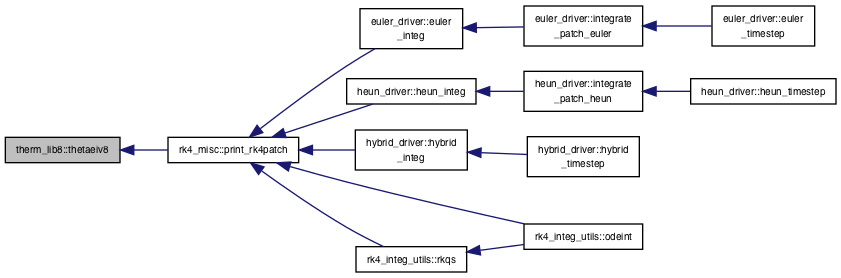 therm_lib8::thetaeiv8
rk4_misc::print_rk4patch
euler_driver::euler
_integ
euler_driver::integrate
_patch_euler
euler_driver::euler
_timestep
heun_driver::heun_integ
heun_driver::integrate
_patch_heun
heun_driver::heun_timestep
hybrid_driver::hybrid
_integ
hybrid_driver::hybrid
_timestep
rk4_integ_utils::odeint
rk4_integ_utils::rkqs